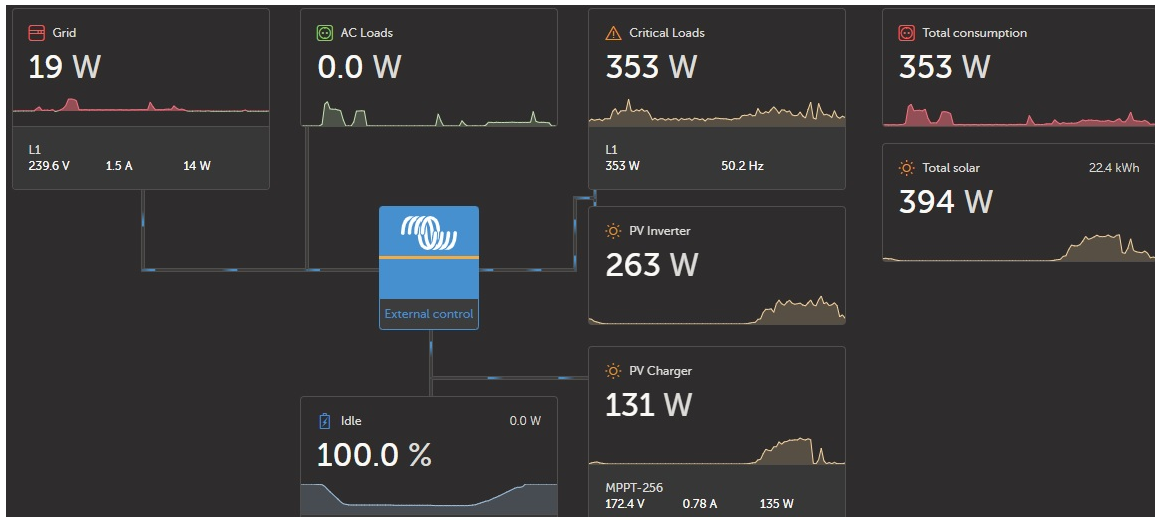 Grid
19 W
L1
239.6 V 1.5 A 14 W
AC Loads
0.0 W
Critical Loads
353 W
L1
353 W 50.2 Hz
Total consumption
353 W
Total solar 22.4 kWh
394 W
External control
PV Inverter
263 W
PV Charger
131 W
MPPT-256
172.4 V 0.78 A 135 W
Idle 0.0 W
100.0 %